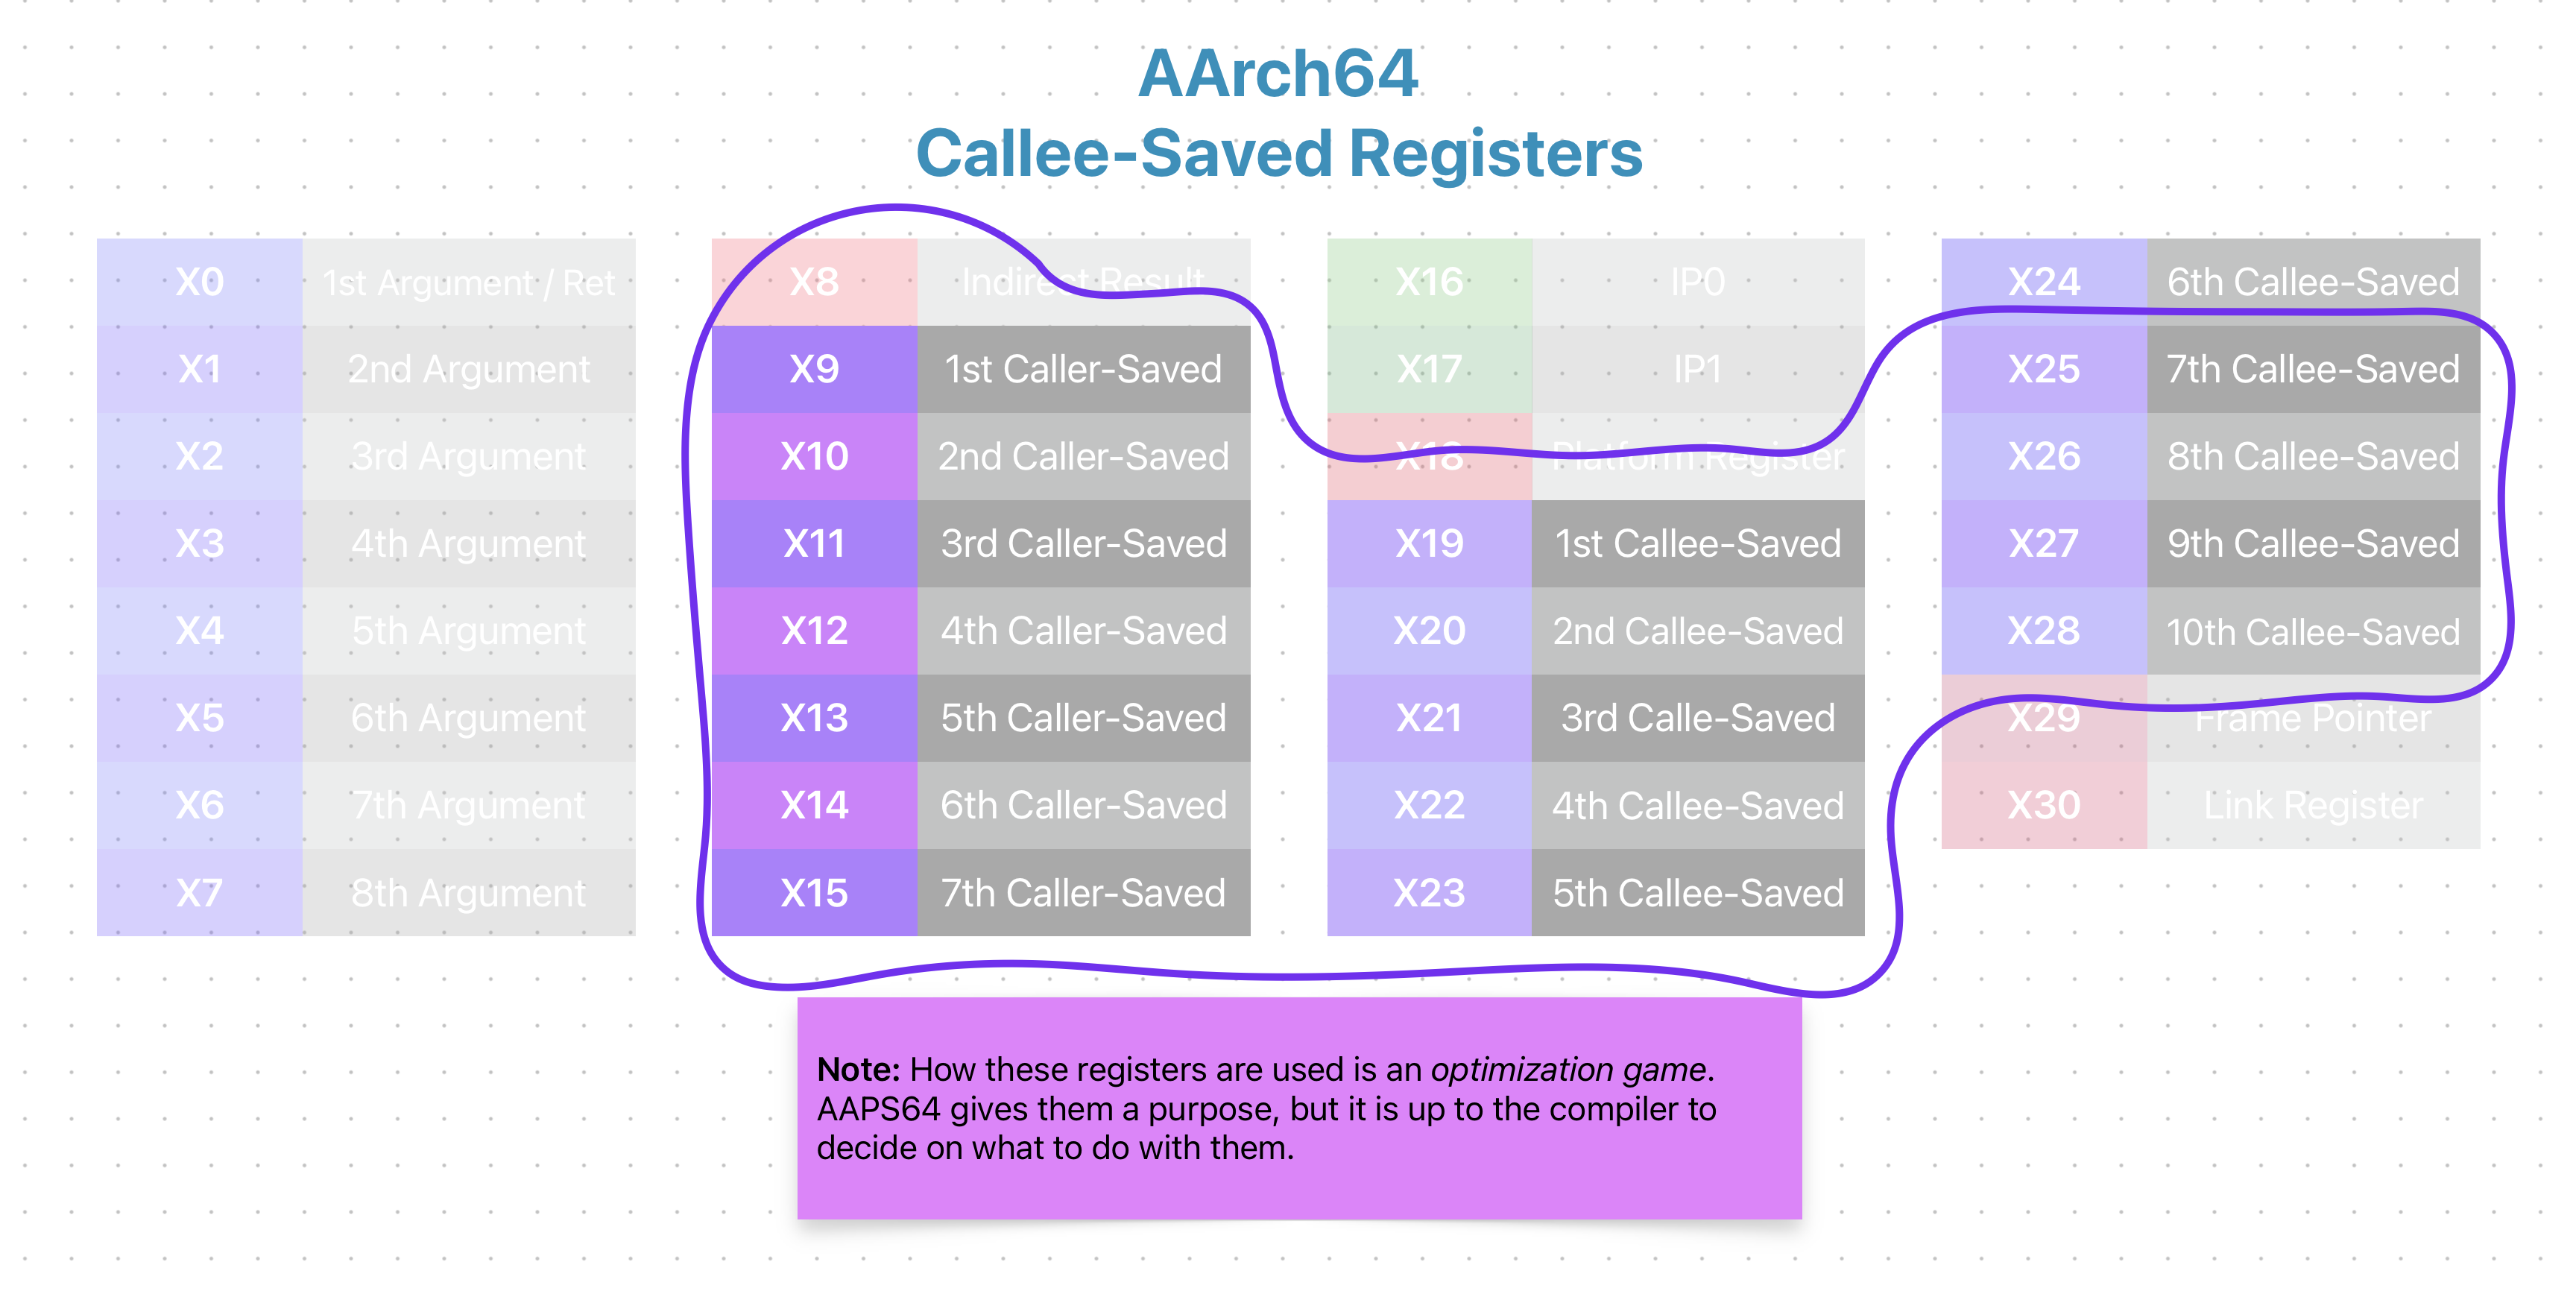 AArch64
Callee-Saved Registers
X0 1st Argument / Ret
X1 2nd Argument
X2 3rd Argument
X3 4th Argument
X4 5th Argument
X5 6th Argument
X6 7th Argument
X7 8th Argument
X8 Indirect Result
X9 1st Caller-Saved
X10 2nd Caller-Saved
X11 3rd Caller-Saved
X12 4th Caller-Saved
X13 5th Caller-Saved
X14 6th Caller-Saved
X15 7th Caller-Saved
X16 IP0
X17 IP1
X18 Platform Register
X19 1st Callee-Saved
X20 2nd Callee-Saved
X21 3rd Calle-Saved
X22 4th Callee-Saved
X23 5th Callee-Saved
X24 6th Callee-Saved
X25 7th Callee-Saved
X26 8th Callee-Saved
X27 9th Callee-Saved
X28 10th Callee-Saved
X29 Frame Pointer
X30 Link Register
Note: How these registers are used is an optimization game.
AAPS64 gives them a purpose, but it is up to the compiler to
decide on what to do with them.